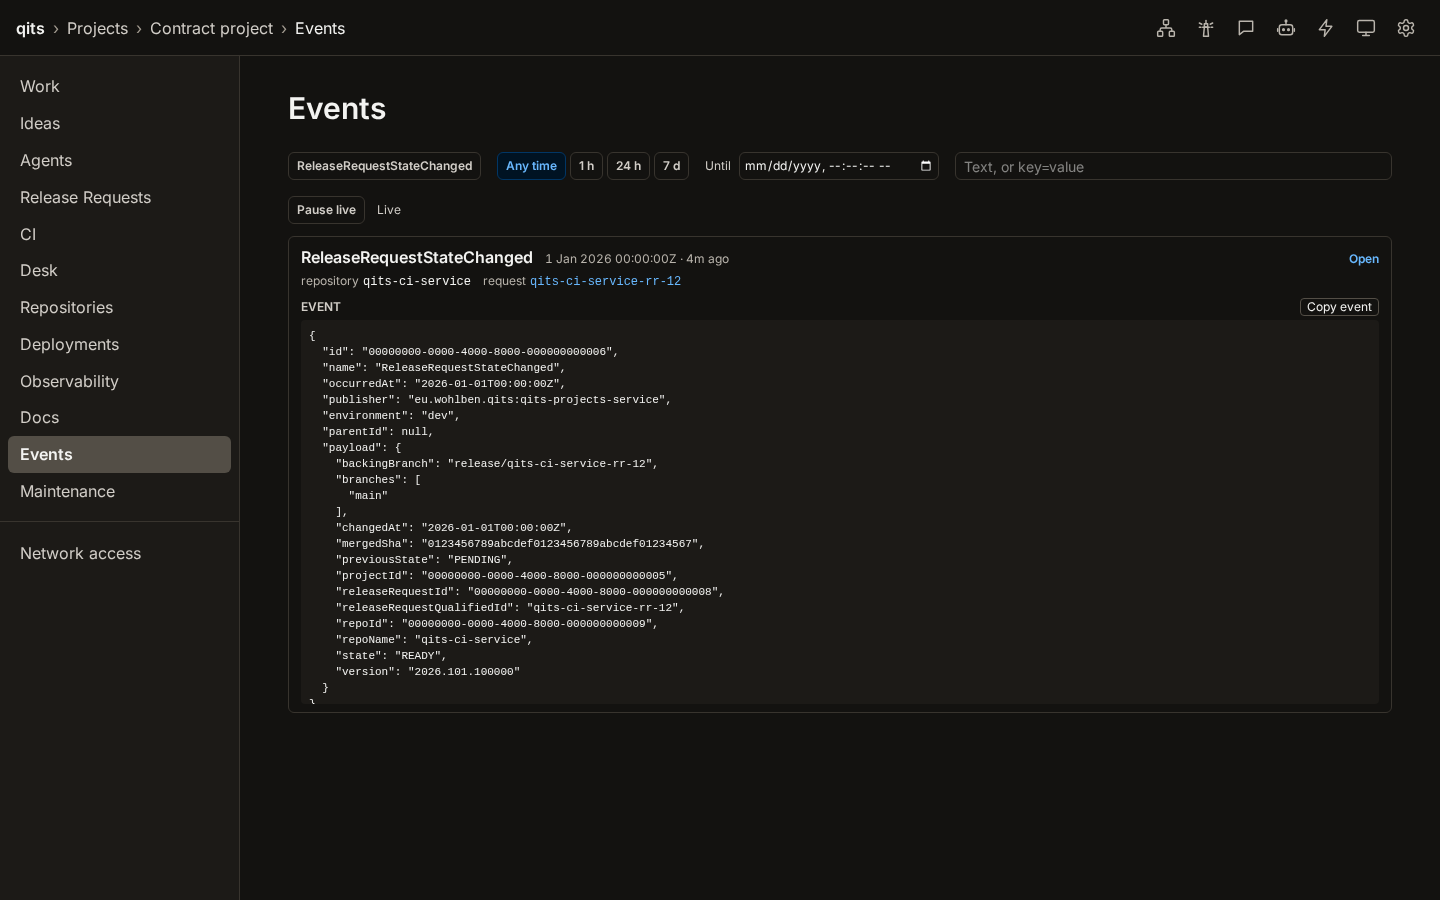 qits › Projects › Contract project › Events
Work
Ideas
Agents
Release Requests
CI
Desk
Repositories
Deployments
Observability
Docs
Events
Maintenance
Network access
Events
ReleaseRequestStateChanged Any time 1 h 24 h 7 d Until mm/dd/yyyy, --:--:-- -- Text, or key=value
Pause live Live
ReleaseRequestStateChanged 1 Jan 2026 00:00:00Z · 4m ago Open
repository qits-ci-service request qits-ci-service-rr-12
EVENT Copy event
{
  "id": "00000000-0000-4000-8000-000000000006",
  "name": "ReleaseRequestStateChanged",
  "occurredAt": "2026-01-01T00:00:00Z",
  "publisher": "eu.wohlben.qits:qits-projects-service",
  "environment": "dev",
  "parentId": null,
  "payload": {
    "backingBranch": "release/qits-ci-service-rr-12",
    "branches": [
      "main"
    ],
    "changedAt": "2026-01-01T00:00:00Z",
    "mergedSha": "0123456789abcdef0123456789abcdef01234567",
    "previousState": "PENDING",
    "projectId": "00000000-0000-4000-8000-000000000005",
    "releaseRequestId": "00000000-0000-4000-8000-000000000008",
    "releaseRequestQualifiedId": "qits-ci-service-rr-12",
    "repoId": "00000000-0000-4000-8000-000000000009",
    "repoName": "qits-ci-service",
    "state": "READY",
    "version": "2026.101.100000"
  }
}